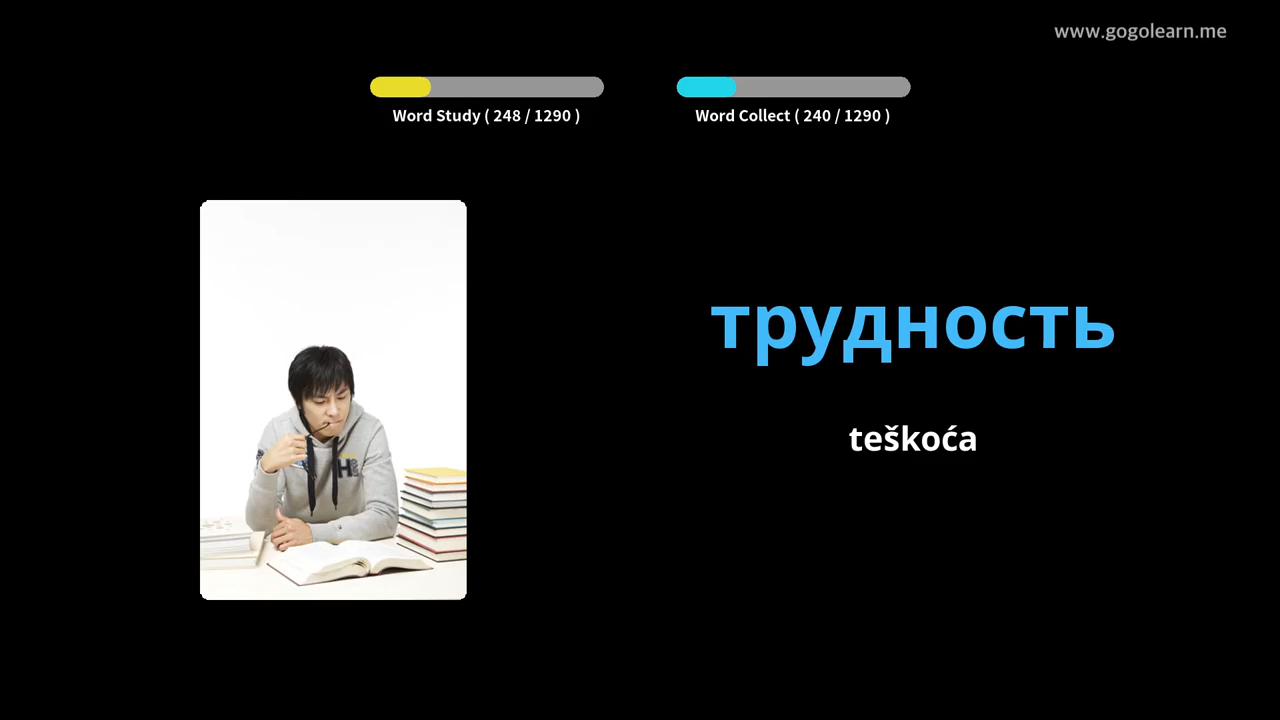 www.gogolearn.me
Word Study ( 248 / 1290 )
Word Collect ( 240 / 1290 )
трудность
teškoća